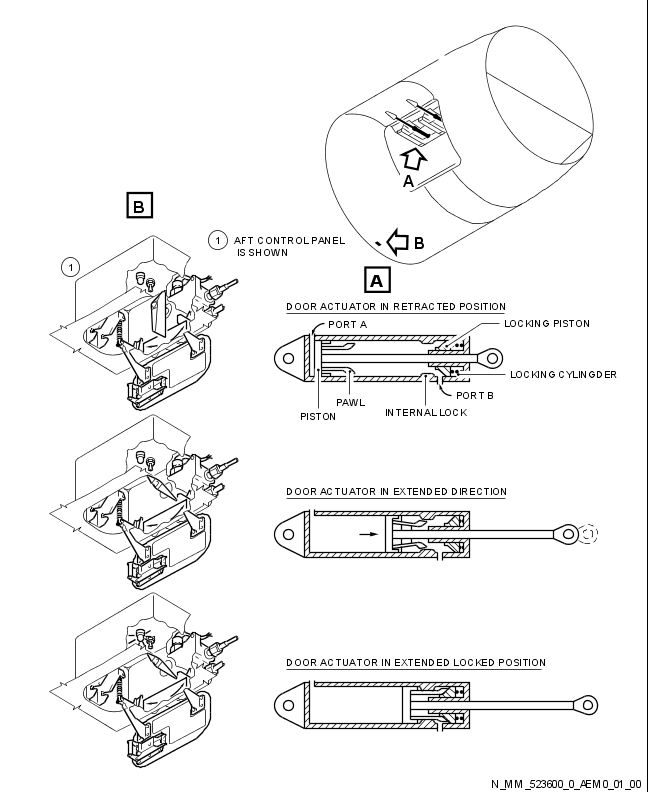 A
B
B
1
AFT CONTROL PANEL
IS SHOWN
1
A
DOOR ACTUATOR IN RETRACTED POSITION
PORT A
LOCKING PISTON
LOCKING CYLINGDER
PAWL
PORT B
INTERNAL LOCK
PISTON
DOOR ACTUATOR IN EXTENDED DIRECTION
DOOR ACTUATOR IN EXTENDED LOCKED POSITION
N_MM_523600_0_AEM0_01_00